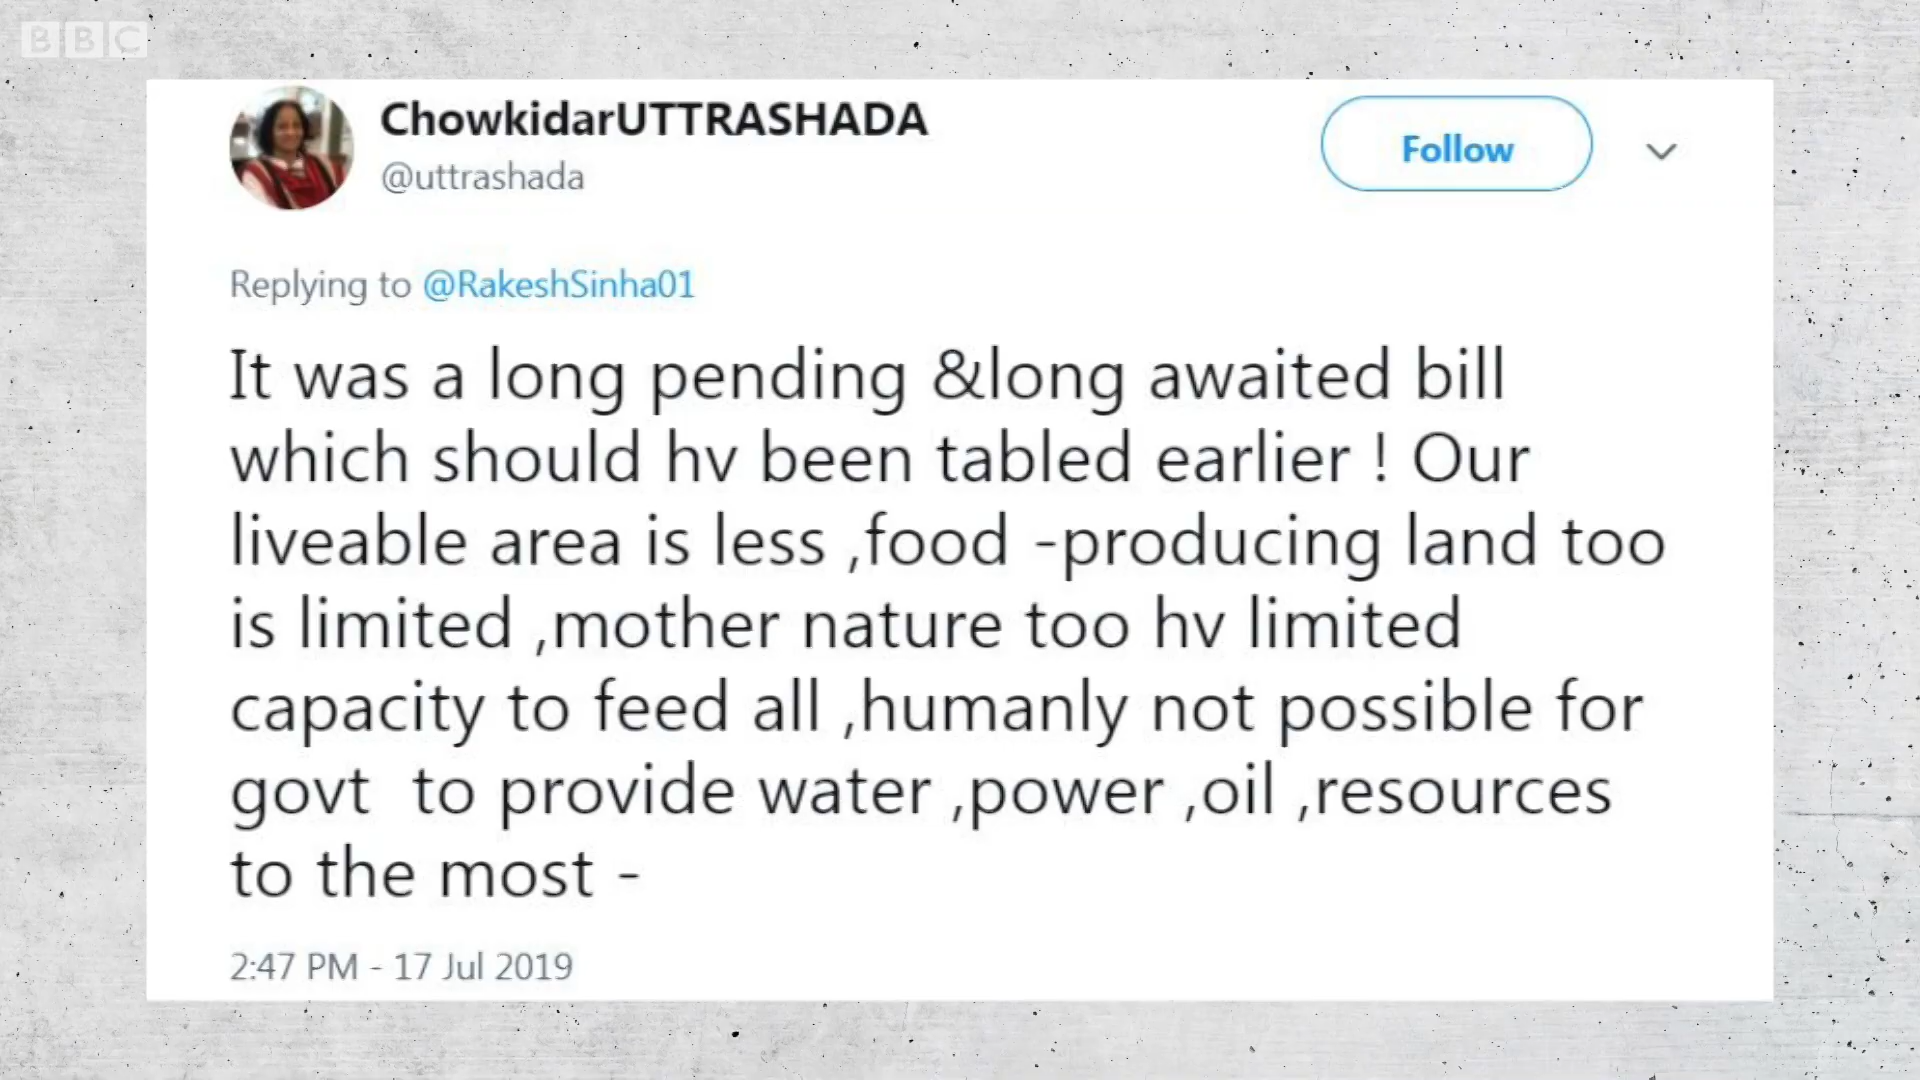 BBC
ChowkidarUTTRASHADA
@uttrashada
Follow
Replying to @RakeshSinha01
It was a long pending &long awaited bill
which should hv been tabled earlier ! Our
liveable area is less ,food -producing land too
is limited ,mother nature too hv limited
capacity to feed all ,humanly not possible for
govt  to provide water ,power ,oil ,resources
to the most -
2:47 PM - 17 Jul 2019